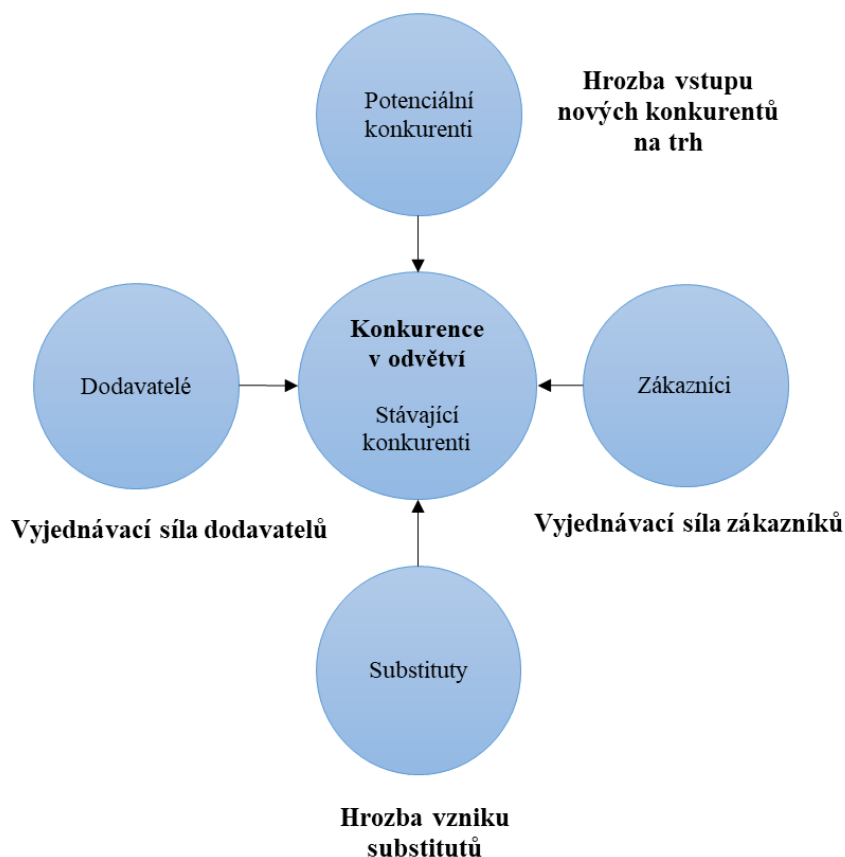 Potenciální
konkurenti
Hrozba vstupu
nových konkurentů
na trh
Dodavatelé
Konkurence
v odvětví
Stávající
konkurenti
Zákazníci
Vyjednávací síla dodavatelů
Vyjednávací síla zákazníků
Substituty
Hrozba vzniku
substitutů